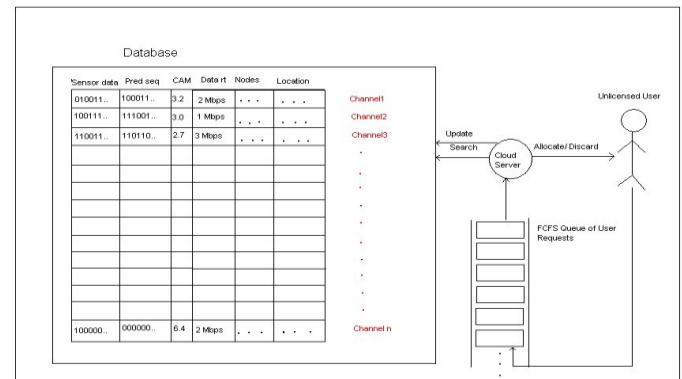 Database
Sensor data Pred seq CAM Data rt Nodes Location
010011.. 100011.. 3.2 2 Mbps . . . . . . Channel1
100111.. 111001.. 3.0 1 Mbps . . . . . . Channel2
110011.. 110110.. 2.7 3 Mbps . . . . . . Channel3
100000.. 000000.. 6.4 2 Mbps . . . . . . Channel n
Update
Search
Cloud
Server
Allocate/ Discard
Unlicensed User
FCFS Queue of User
Requests